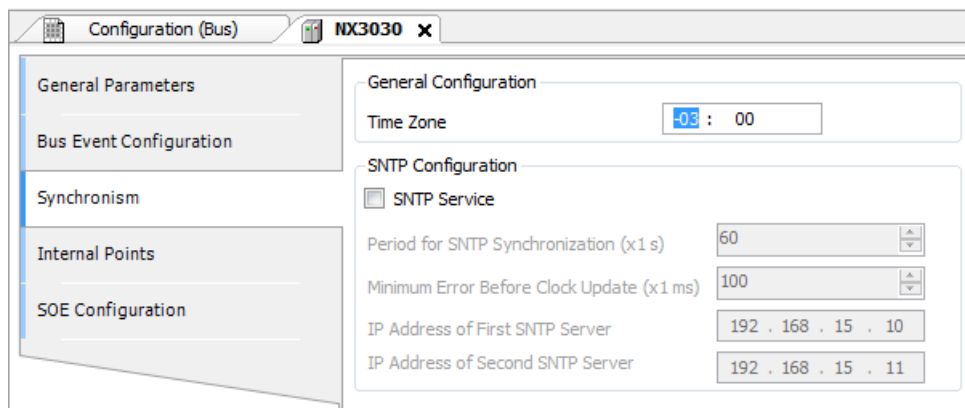 Configuration (Bus) NX3030
General Parameters
Bus Event Configuration
Synchronism
Internal Points
SOE Configuration
General Configuration
Time Zone -03 : 00
SNTP Configuration
SNTP Service
Period for SNTP Synchronization (x1 s) 60
Minimum Error Before Clock Update (x1 ms) 100
IP Address of First SNTP Server 192 . 168 . 15 . 10
IP Address of Second SNTP Server 192 . 168 . 15 . 11